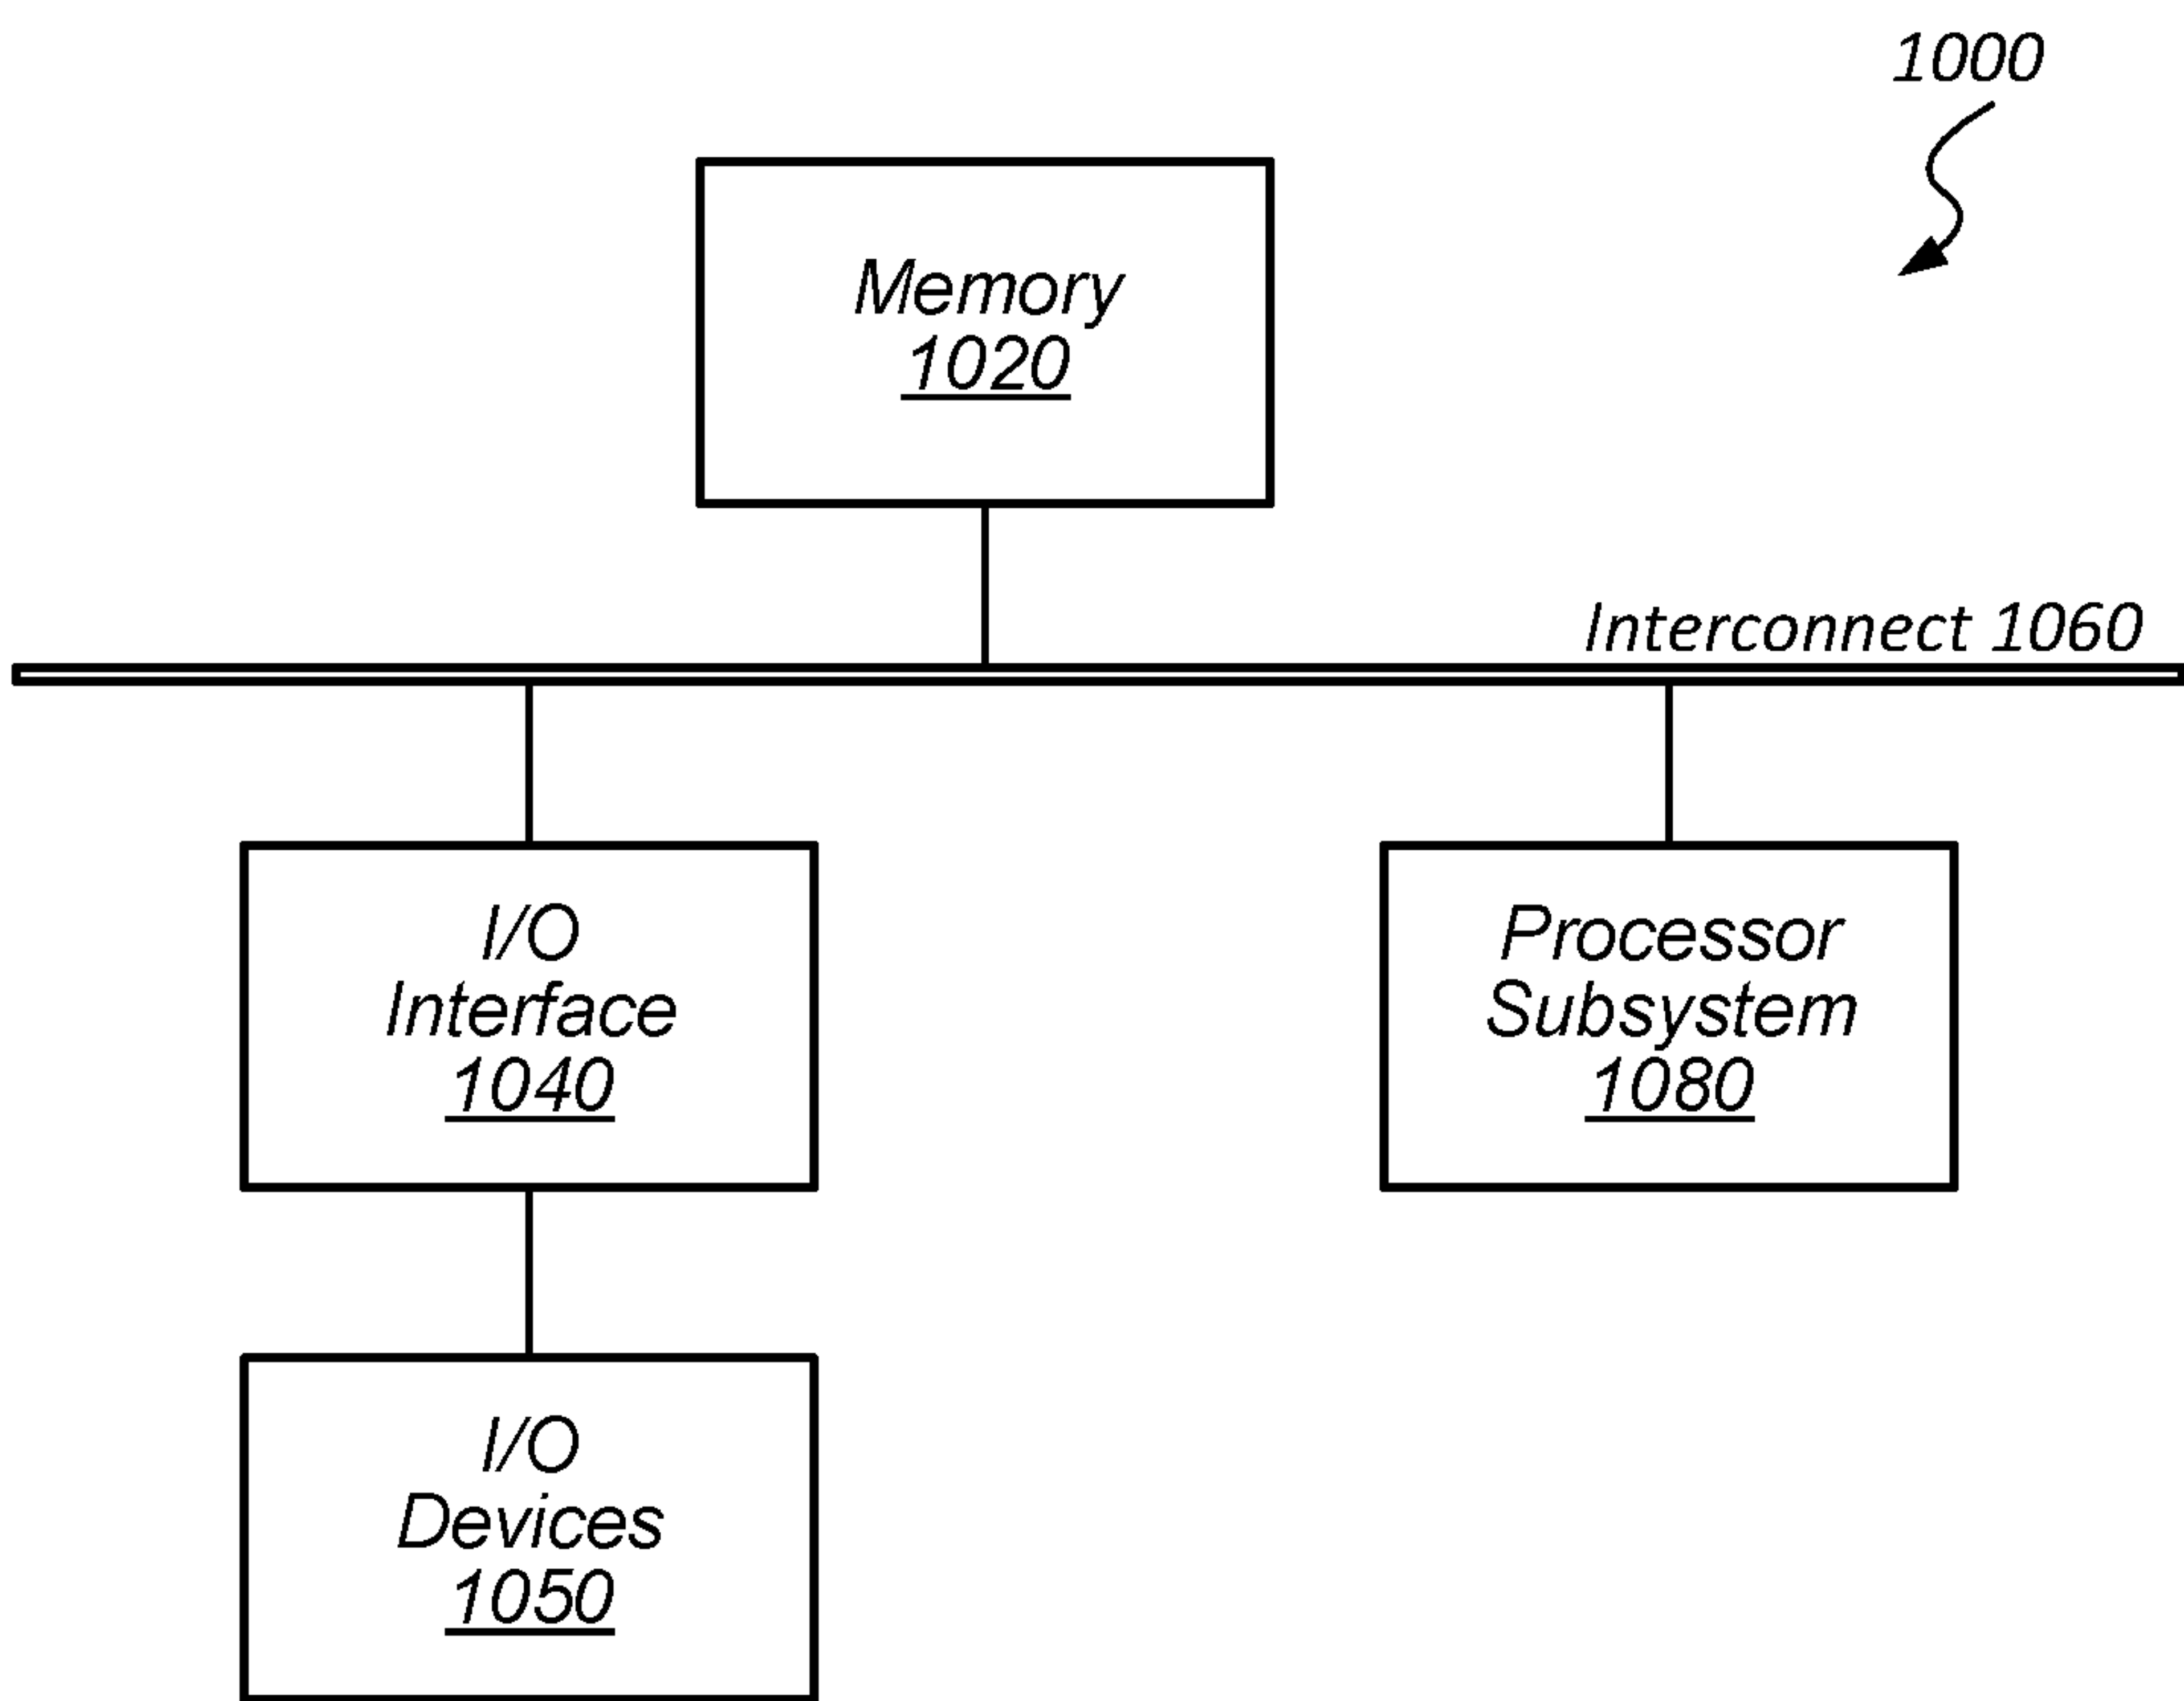 1000
Memory
1020
Interconnect 1060
I/O
Interface
1040
Processor
Subsystem
1080
I/O
Devices
1050